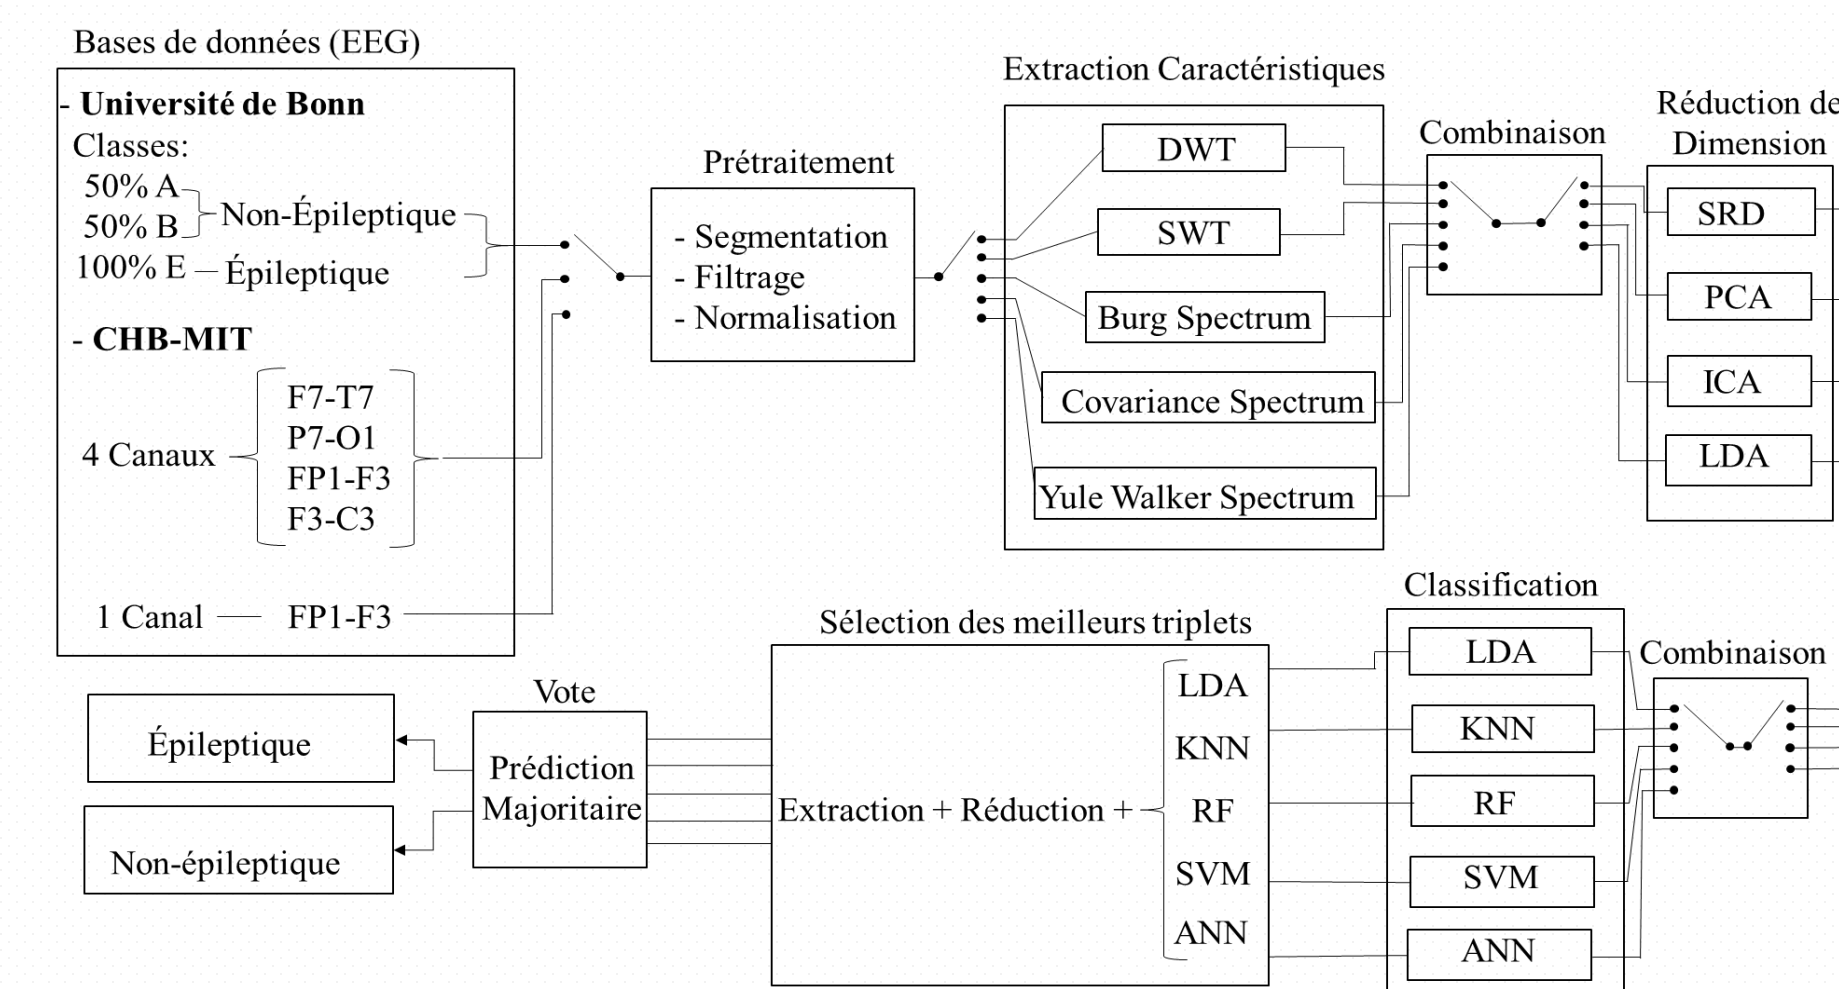 Bases de données (EEG)
- Université de Bonn
Classes:
50% A
50% B
Non-Épileptique
100% E
Épileptique
- CHB-MIT
4 Canaux
F7-T7
P7-O1
FP1-F3
F3-C3
1 Canal
FP1-F3
Prétraitement
- Segmentation
- Filtrage
- Normalisation
Extraction Caractéristiques
DWT
SWT
Burg Spectrum
Covariance Spectrum
Yule Walker Spectrum
Combinaison
Réduction de
Dimension
SRD
PCA
ICA
LDA
Classification
LDA
KNN
RF
SVM
ANN
Combinaison
Sélection des meilleurs triplets
Extraction + Réduction +
LDA
KNN
RF
SVM
ANN
Vote
Prédiction
Majoritaire
Épileptique
Non-épileptique